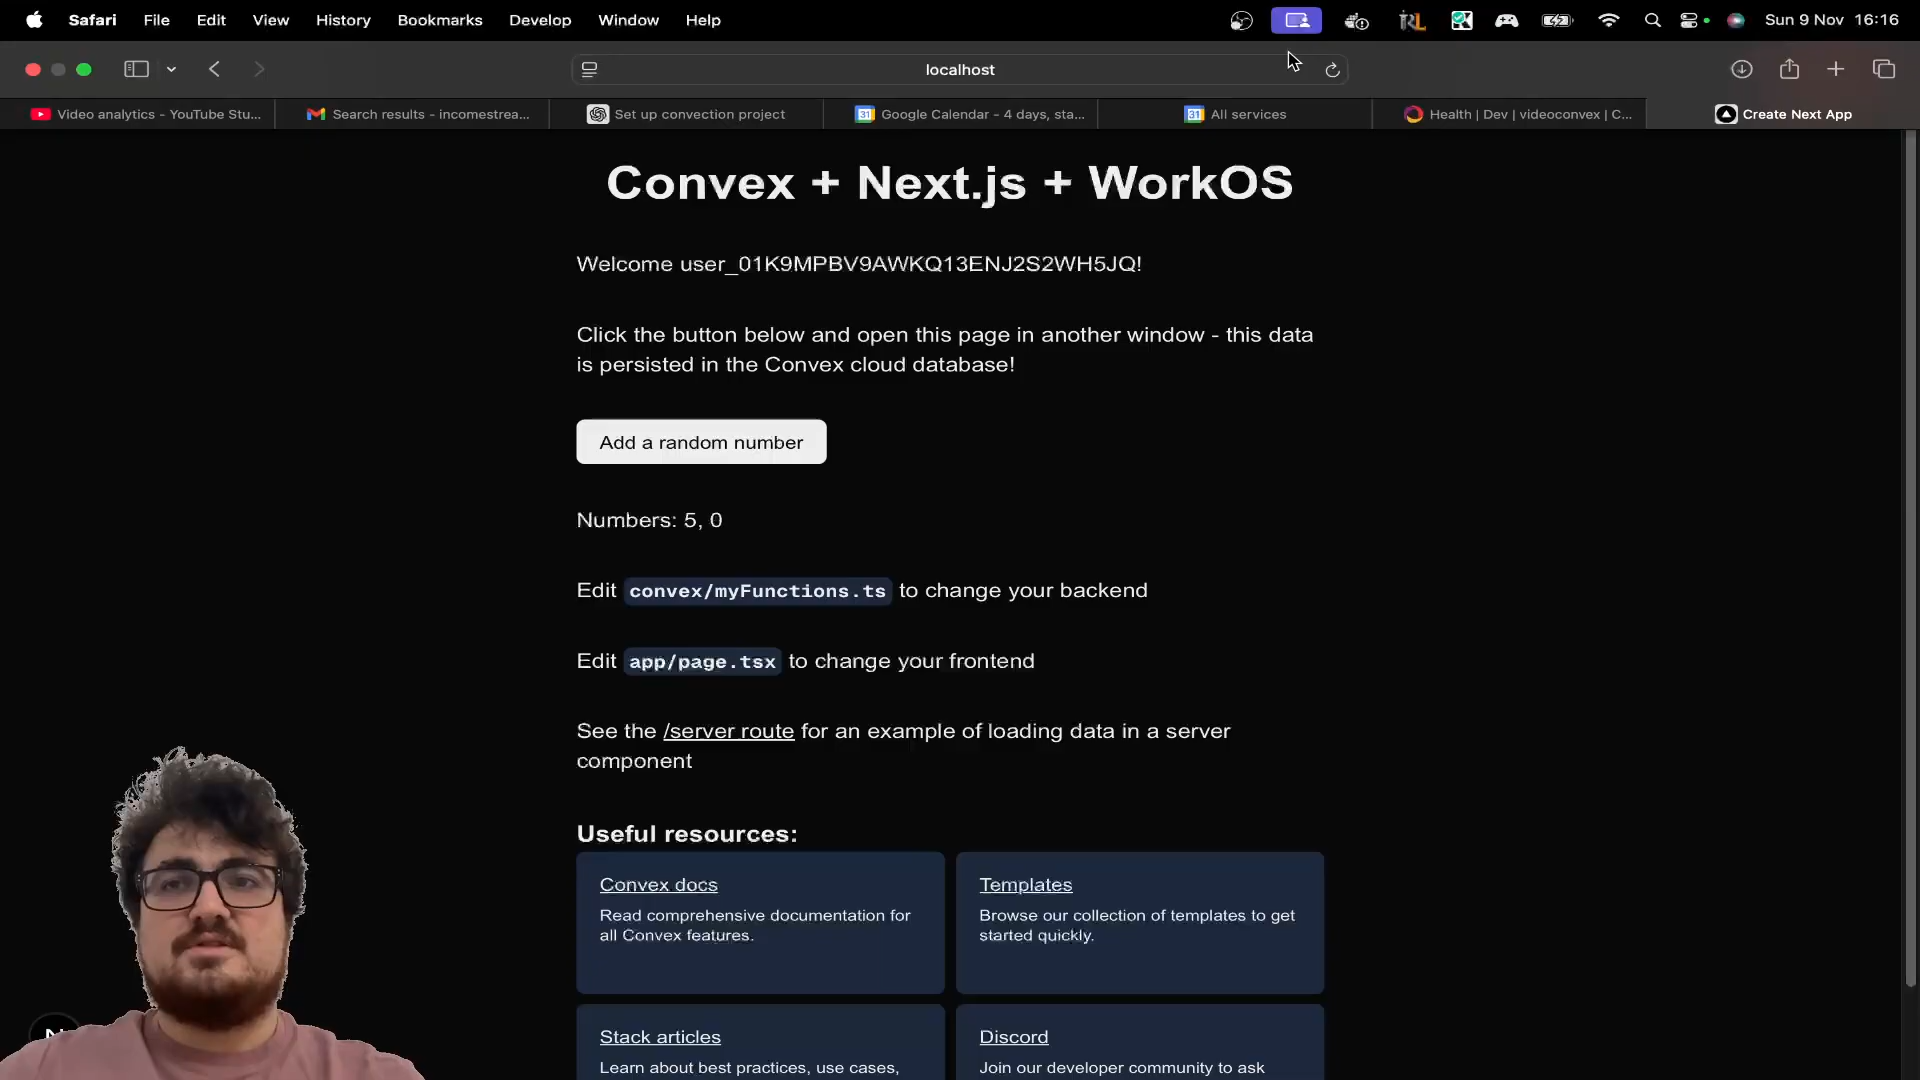 Safari File Edit View History Bookmarks Develop Window Help Sun 9 Nov 16:16
localhost
Video analytics - YouTube Stu... Search results - incomestrea... Set up convection project Google Calendar - 4 days, sta... All services Health | Dev | videoconvex | C... Create Next App
Convex + Next.js + WorkOS
Welcome user_01K9MPBV9AWKQ13ENJ2S2WH5JQ!
Click the button below and open this page in another window - this data
is persisted in the Convex cloud database!
Add a random number
Numbers: 5, 0
Edit convex/myFunctions.ts to change your backend
Edit app/page.tsx to change your frontend
See the /server route for an example of loading data in a server
component
Useful resources:
Convex docs
Read comprehensive documentation for
all Convex features.
Templates
Browse our collection of templates to get
started quickly.
Stack articles
Learn about best practices, use cases,
Discord
Join our developer community to ask